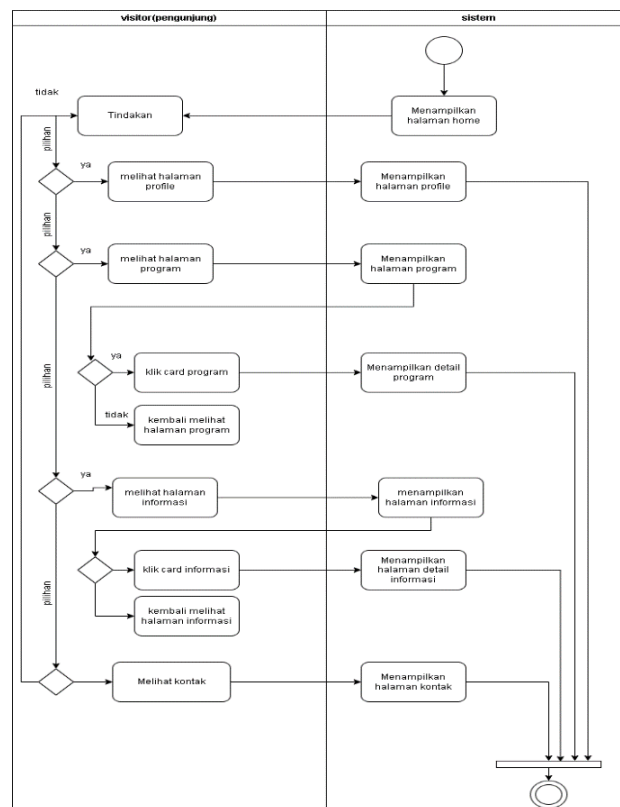 visitor(pengunjung)
sistem
tidak
Tindakan
Menampilkan
halaman home
pilihan
ya
melihat halaman
profile
Menampilkan
halaman profile
pilihan
ya
melihat halaman
program
Menampilkan
halaman program
pilihan
ya
klik card program
Menampilkan detail
program
tidak
kembali melihat
halaman program
ya
melihat halaman
informasi
menampilkan
halaman informasi
pilihan
klik card informasi
Menampilkan
halaman detail
informasi
kembali melihat
halaman informasi
Melihat kontak
Menampilkan
halaman kontak